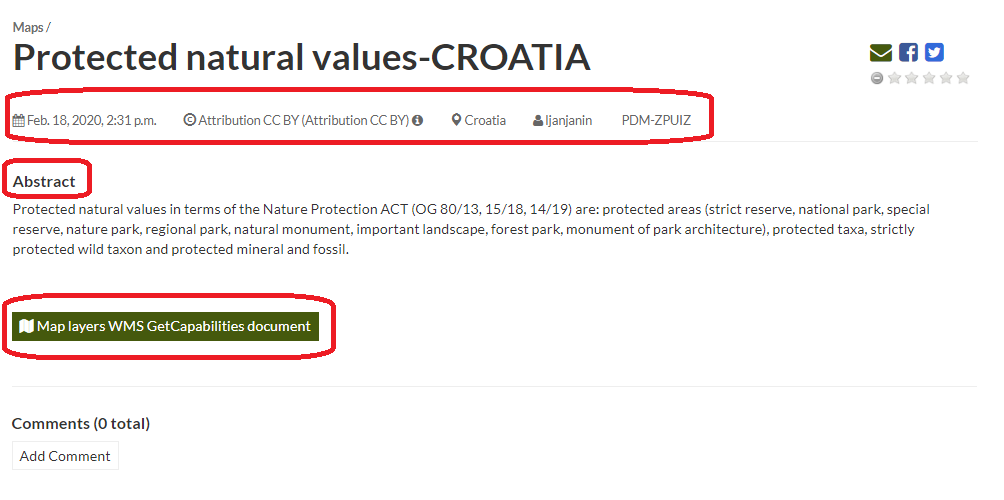 Maps /
Protected natural values-CROATIA
Feb. 18, 2020, 2:31 p.m. Attribution CC BY (Attribution CC BY) Croatia ljanjanin PDM-ZPUIZ
Abstract
Protected natural values in terms of the Nature Protection ACT (OG 80/13, 15/18, 14/19) are: protected areas (strict reserve, national park, special
reserve, nature park, regional park, natural monument, important landscape, forest park, monument of park architecture), protected taxa, strictly
protected wild taxon and protected mineral and fossil.
Map layers WMS GetCapabilities document
Comments (0 total)
Add Comment